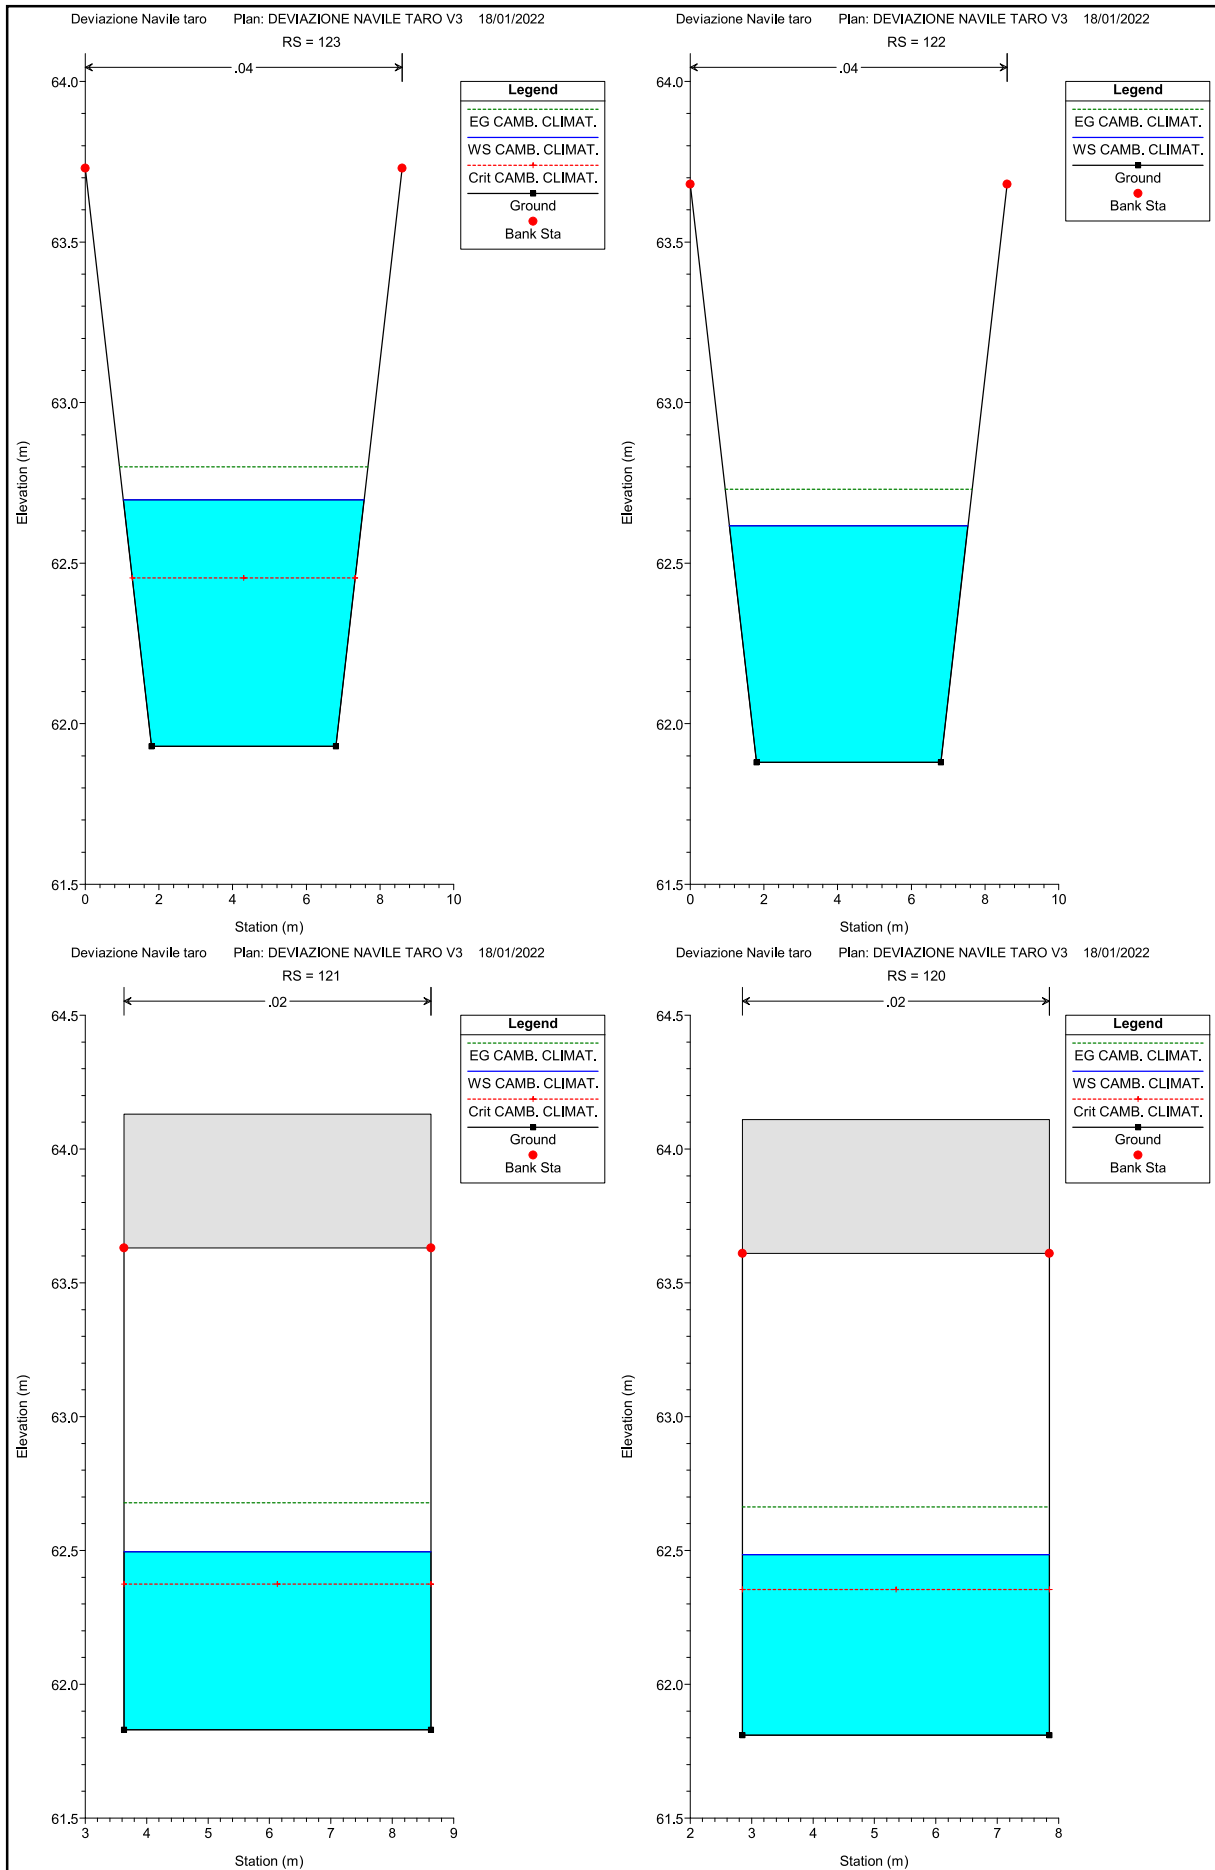 Deviazione Navile taro Plan: DEVIAZIONE NAVILE TARO V3 18/01/2022
RS = 123
.04
64.0
63.5
63.0
62.5
62.0
61.5
0 2 4 6 8 10
Elevation (m)
Station (m)
Legend
EG CAMB. CLIMAT.
WS CAMB. CLIMAT.
Crit CAMB. CLIMAT.
Ground
Bank Sta
Deviazione Navile taro Plan: DEVIAZIONE NAVILE TARO V3 18/01/2022
RS = 122
.04
64.0
63.5
63.0
62.5
62.0
61.5
0 2 4 6 8 10
Elevation (m)
Station (m)
Legend
EG CAMB. CLIMAT.
WS CAMB. CLIMAT.
Ground
Bank Sta
Deviazione Navile taro Plan: DEVIAZIONE NAVILE TARO V3 18/01/2022
RS = 121
.02
64.5
64.0
63.5
63.0
62.5
62.0
61.5
3 4 5 6 7 8 9
Elevation (m)
Station (m)
Legend
EG CAMB. CLIMAT.
WS CAMB. CLIMAT.
Crit CAMB. CLIMAT.
Ground
Bank Sta
Deviazione Navile taro Plan: DEVIAZIONE NAVILE TARO V3 18/01/2022
RS = 120
.02
64.5
64.0
63.5
63.0
62.5
62.0
61.5
2 3 4 5 6 7 8
Elevation (m)
Station (m)
Legend
EG CAMB. CLIMAT.
WS CAMB. CLIMAT.
Crit CAMB. CLIMAT.
Ground
Bank Sta